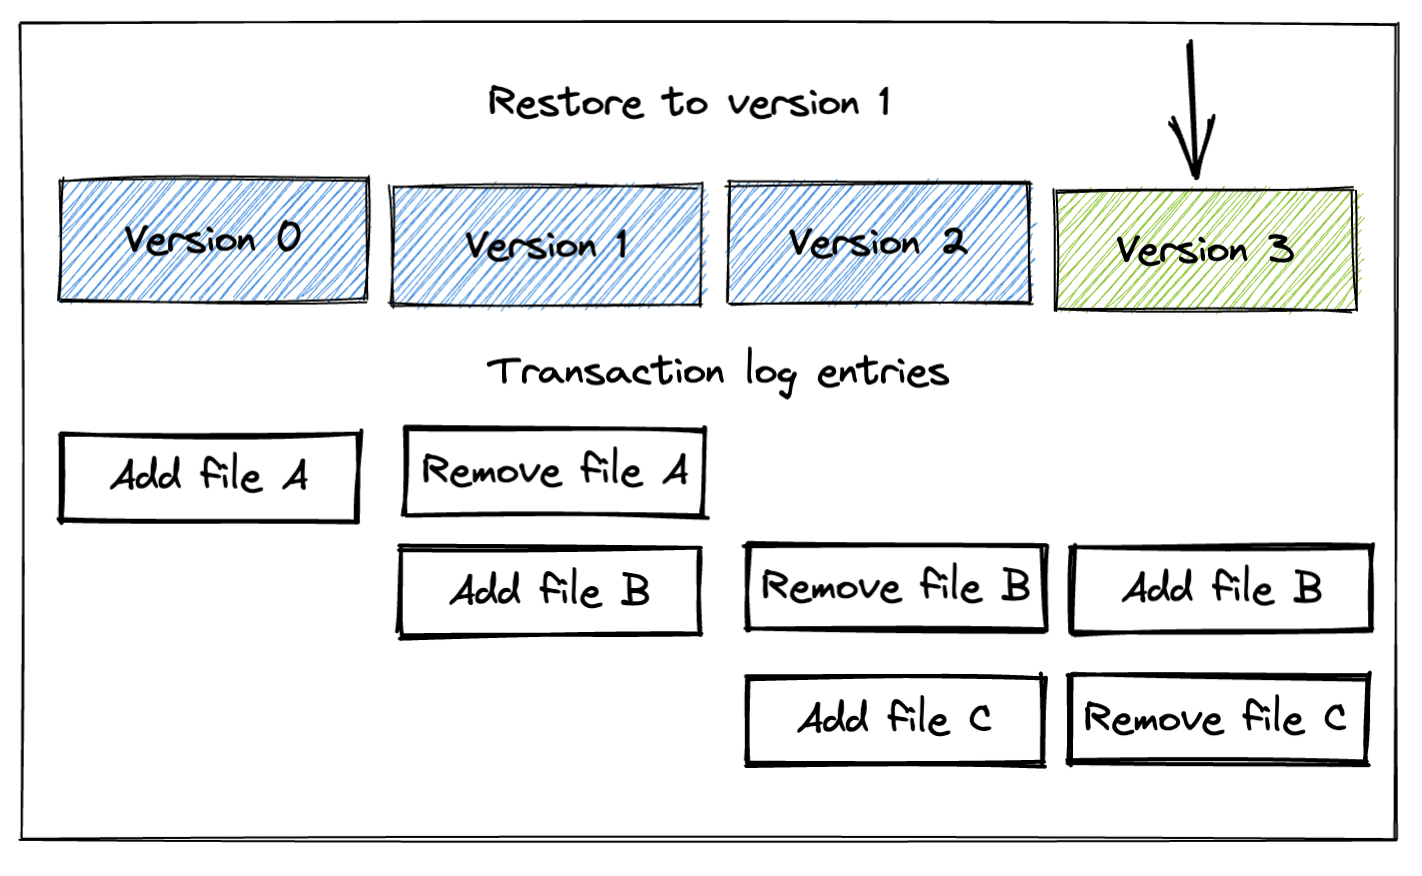 Restore to version 1
Version 0
Version 1
Version 2
Version 3
Transaction log entries
Add file A
Remove file A
Add file B
Remove file B
Add file B
Add file C
Remove file C